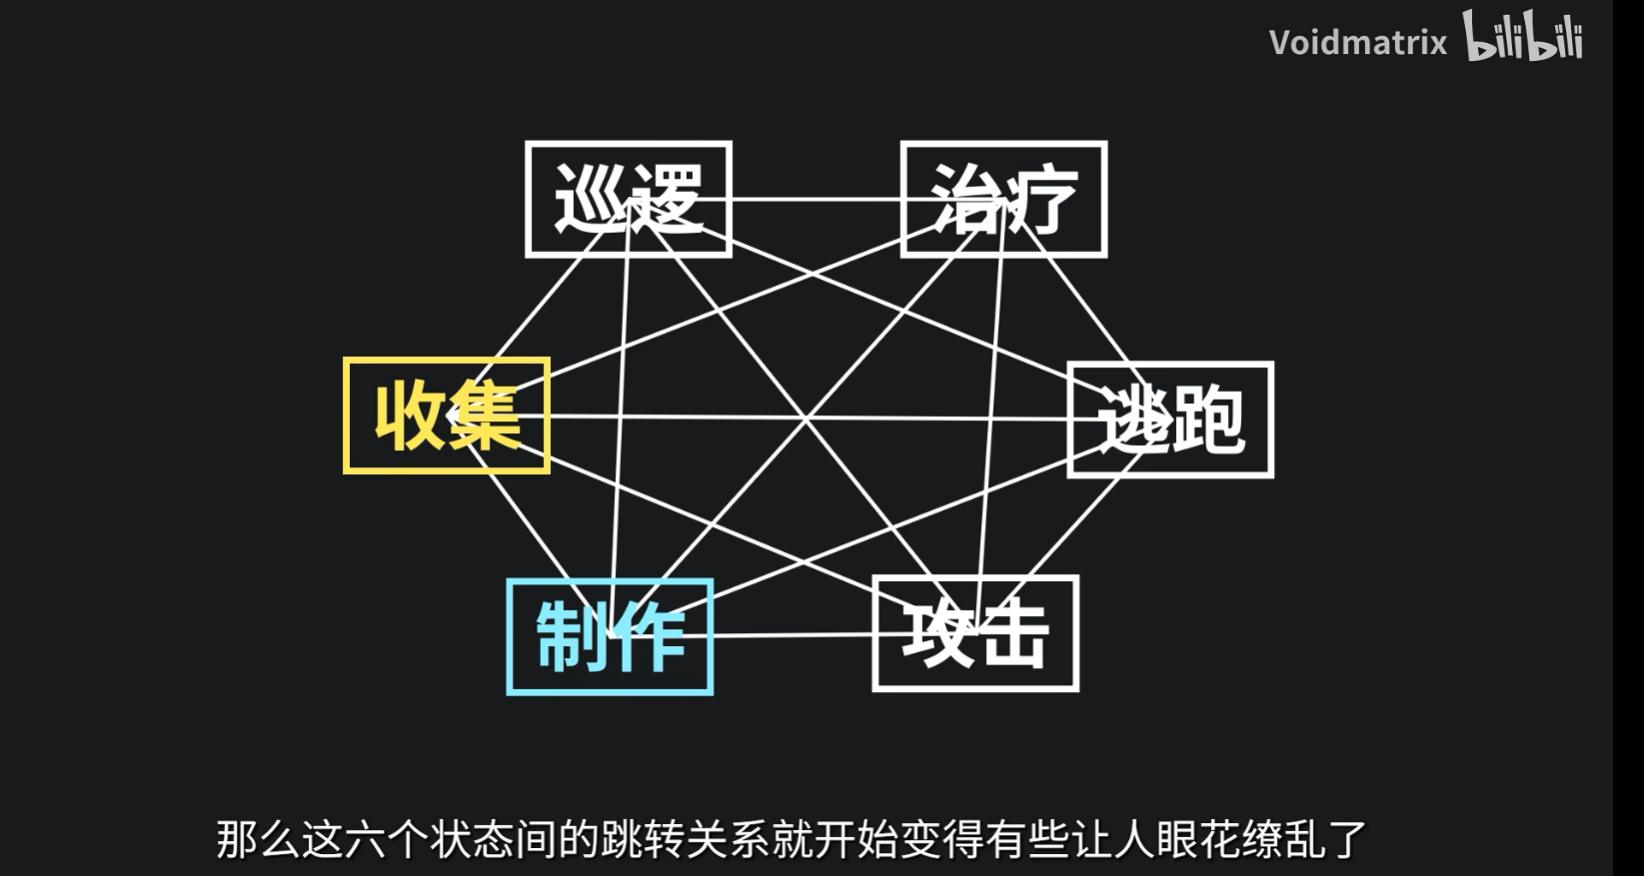 Voidmatrix bilibili
巡逻
治疗
收集
逃跑
制作
攻击
那么这六个状态间的跳转关系就开始变得有些让人眼花缭乱了